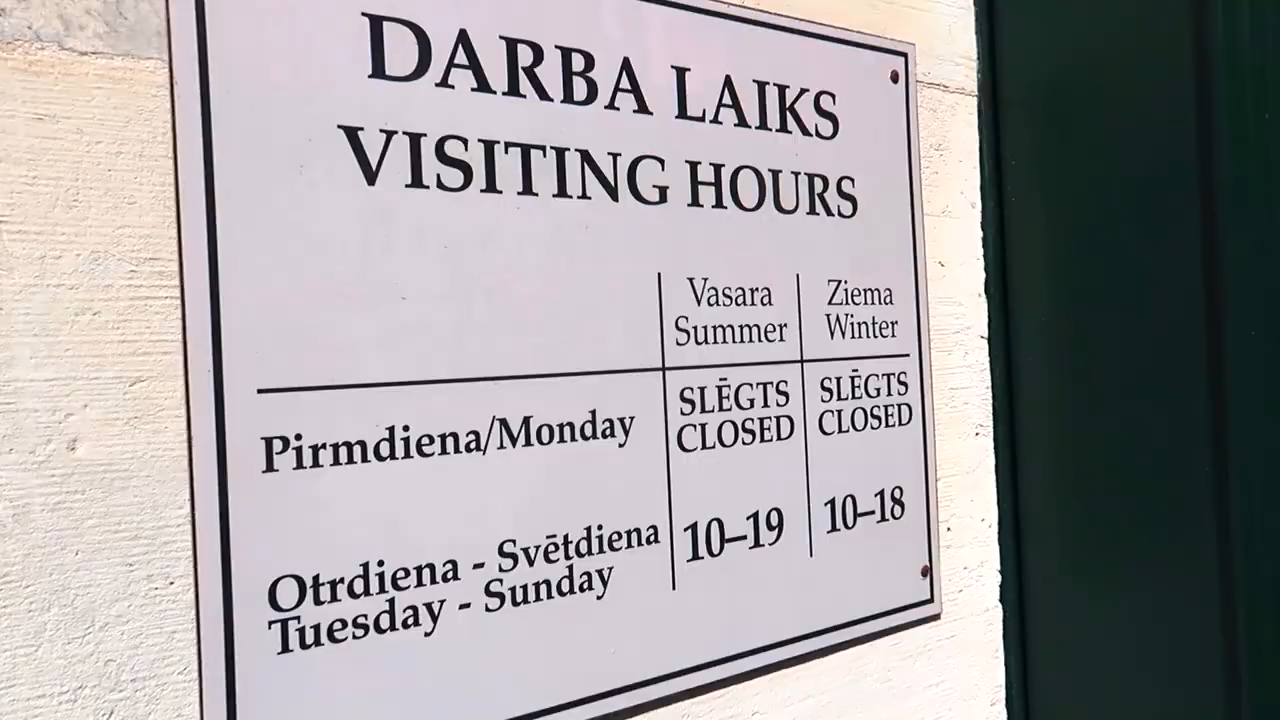 DARBA LAIKS
VISITING HOURS
Vasara
Summer
Ziema
Winter
Pirmdiena/Monday
SLĒGTS
CLOSED
SLĒGTS
CLOSED
Otrdiena - Svētdiena
Tuesday - Sunday
10–19
10–18